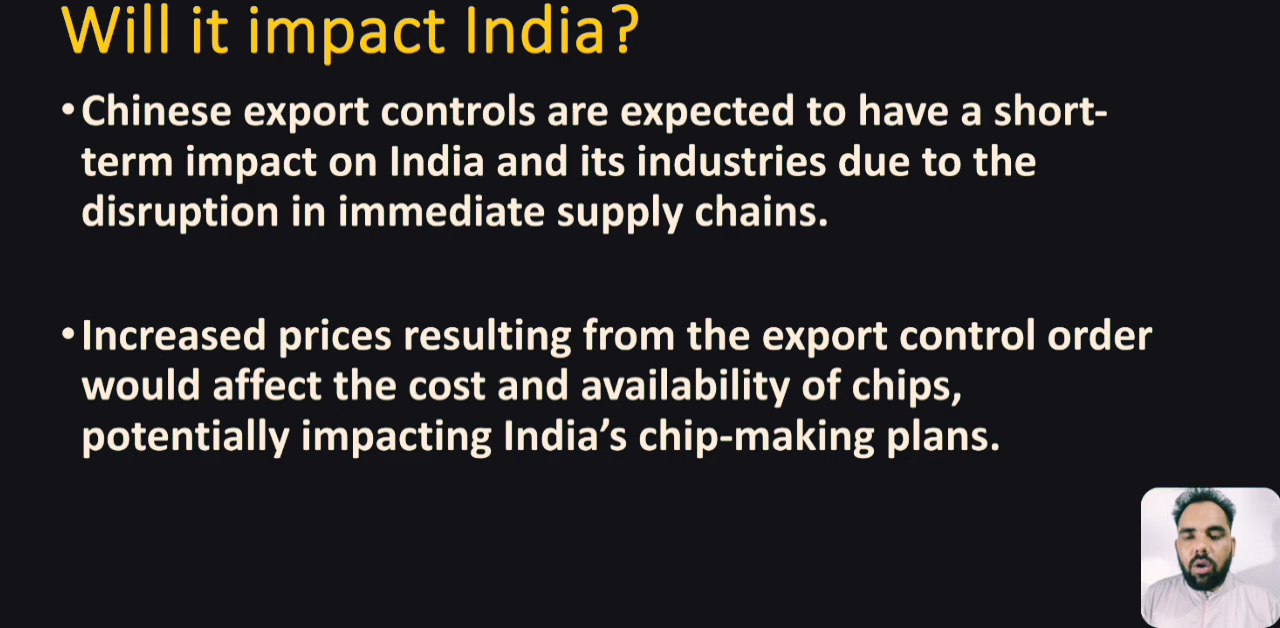 Will it impact India?
•Chinese export controls are expected to have a short-
term impact on India and its industries due to the
disruption in immediate supply chains.
•Increased prices resulting from the export control order
would affect the cost and availability of chips,
potentially impacting India’s chip-making plans.